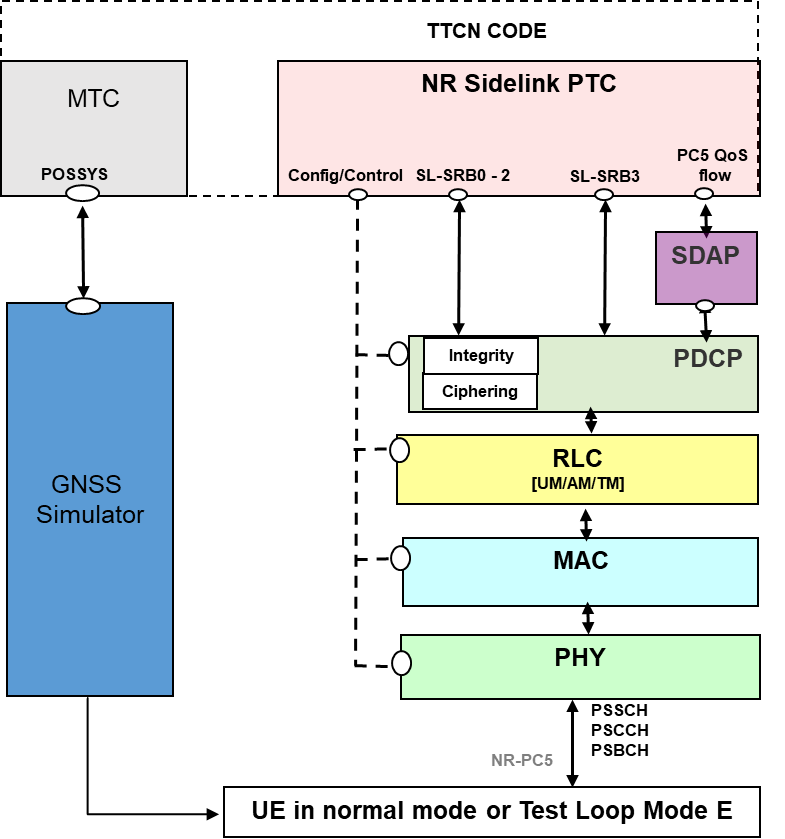 TTCN CODE
MTC
NR Sidelink PTC
POSSYS
Config/Control
SL-SRB0 - 2
SL-SRB3
PC5 QoS
flow
SDAP
Integrity
Ciphering
PDCP
RLC
[UM/AM/TM]
GNSS
Simulator
MAC
PHY
PSSCH
PSCCH
PSBCH
NR-PC5
UE in normal mode or Test Loop Mode E